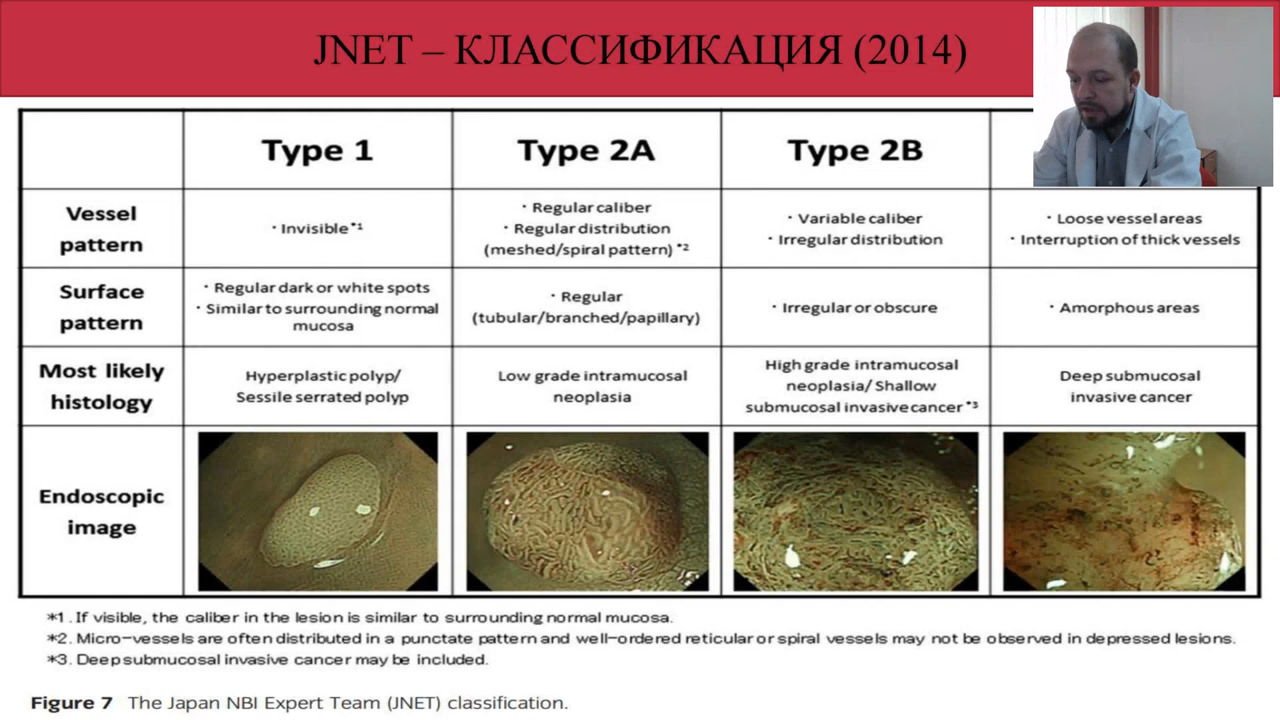 JNET – КЛАССИФИКАЦИЯ (2014)
Type 1
Type 2A
Type 2B
Vessel
pattern
・Invisible*1
・Regular caliber
・Regular distribution
(meshed/spiral pattern) *2
・Variable caliber
・Irregular distribution
・Loose vessel areas
・Interruption of thick vessels
Surface
pattern
・Regular dark or white spots
・Similar to surrounding normal
mucosa
・Regular
(tubular/branched/papillary)
・Irregular or obscure
・Amorphous areas
Most likely
histology
Hyperplastic polyp/
Sessile serrated polyp
Low grade intramucosal
neoplasia
High grade intramucosal
neoplasia/ Shallow
submucosal invasive cancer *3
Deep submucosal
invasive cancer
Endoscopic
image
*1. If visible, the caliber in the lesion is similar to surrounding normal mucosa.
*2. Micro-vessels are often distributed in a punctate pattern and well-ordered reticular or spiral vessels may not be observed in depressed lesions.
*3. Deep submucosal invasive cancer may be included.
Figure 7 The Japan NBI Expert Team (JNET) classification.